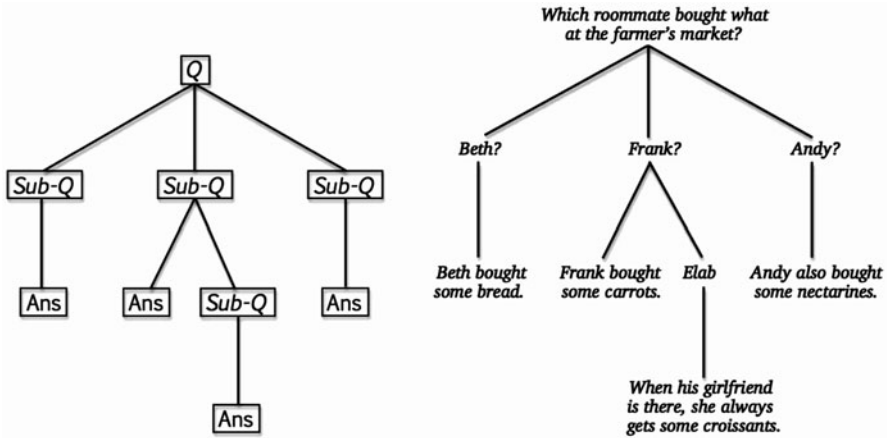 Q
Sub-Q
Sub-Q
Sub-Q
Ans
Ans
Sub-Q
Ans
Ans
Which roommate bought what
at the farmer's market?
Beth?
Frank?
Andy?
Beth bought
some bread.
Frank bought
some carrots.
Elab
Andy also bought
some nectarines.
When his girlfriend
is there, she always
gets some croissants.